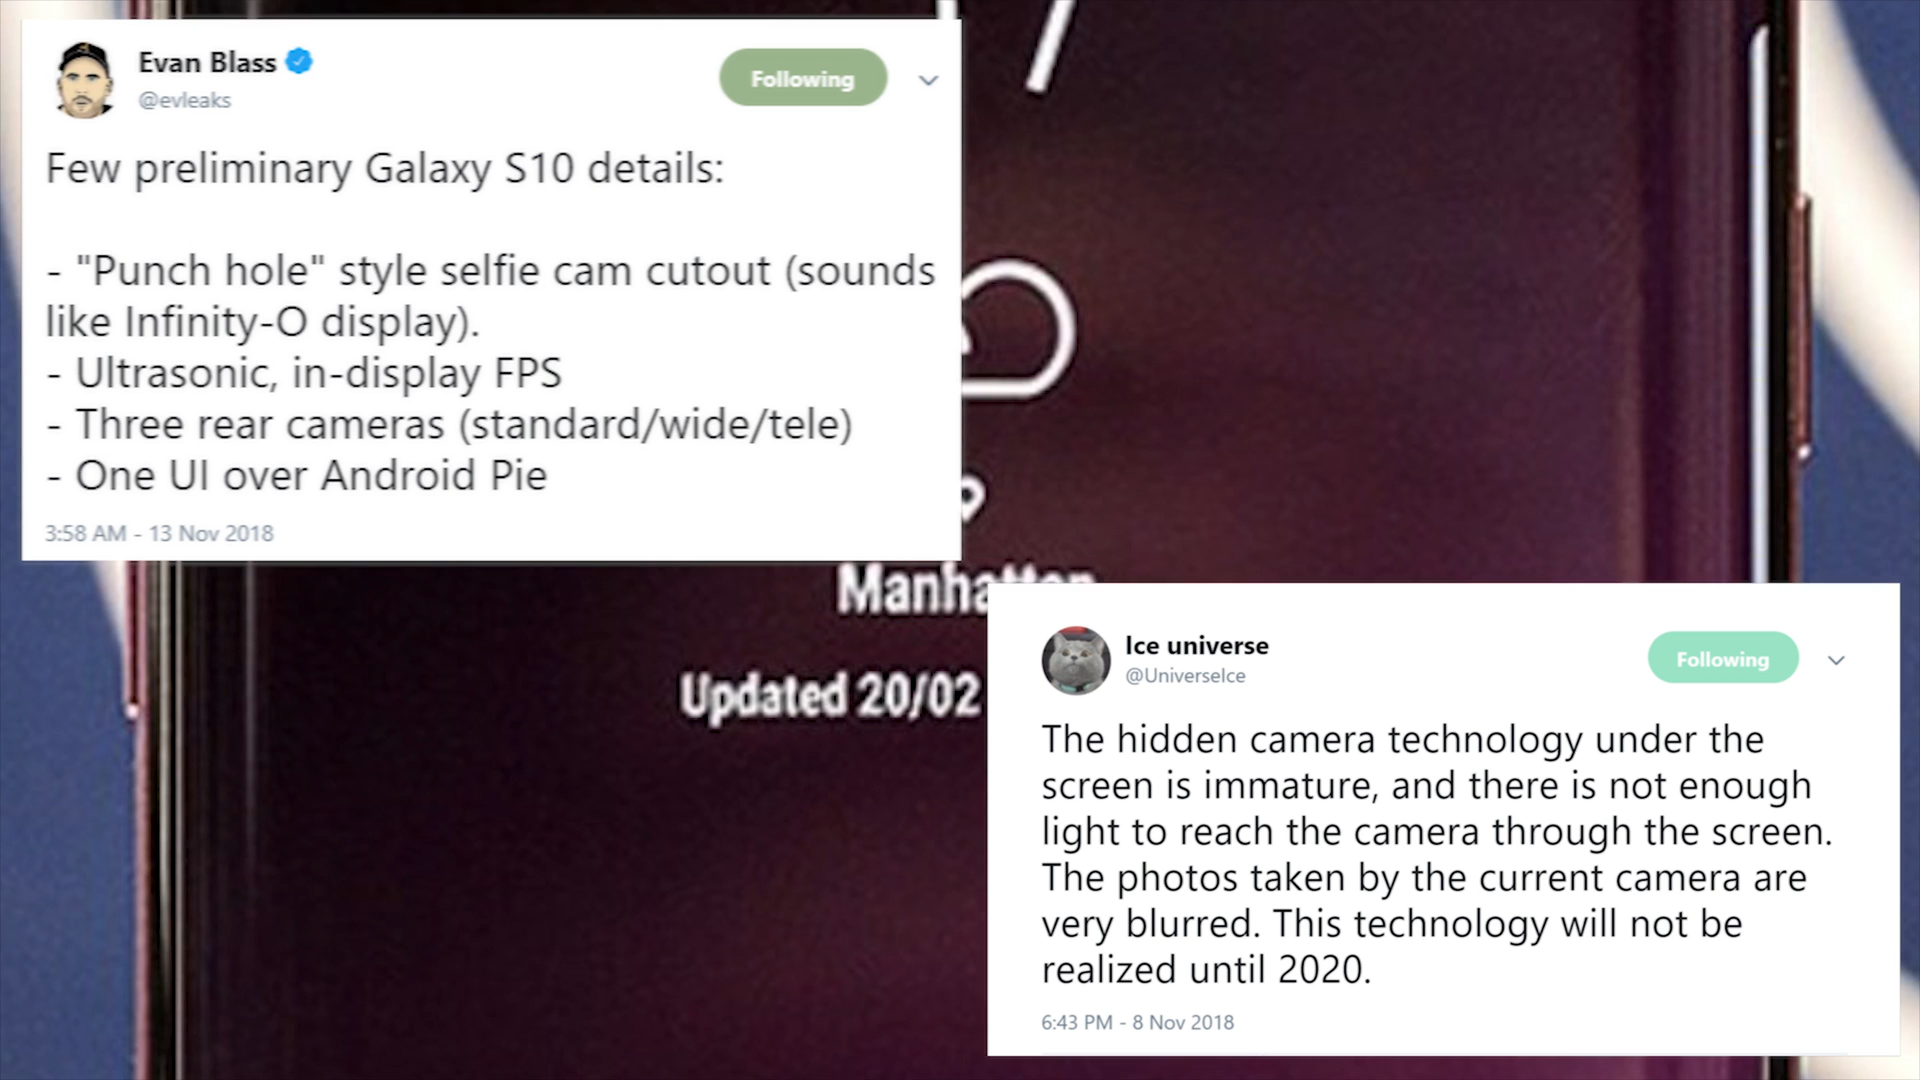 Evan Blass
@evleaks
Following
Few preliminary Galaxy S10 details:
- "Punch hole" style selfie cam cutout (sounds
like Infinity-O display).
- Ultrasonic, in-display FPS
- Three rear cameras (standard/wide/tele)
- One UI over Android Pie
3:58 AM - 13 Nov 2018
Manhattan
Updated 20/02
Ice universe
@UniverseIce
Following
The hidden camera technology under the
screen is immature, and there is not enough
light to reach the camera through the screen.
The photos taken by the current camera are
very blurred. This technology will not be
realized until 2020.
6:43 PM - 8 Nov 2018